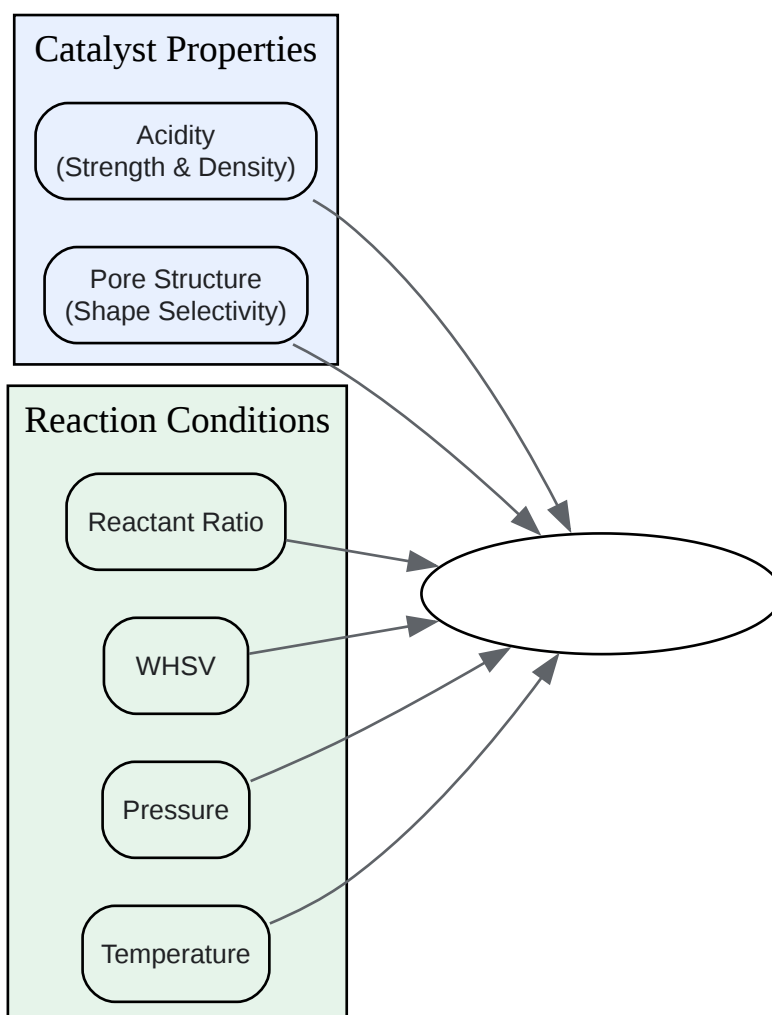 Catalyst Properties
Acidity
(Strength & Density)
Pore Structure
(Shape Selectivity)
Reaction Conditions
Reactant Ratio
WHSV
Pressure
Temperature